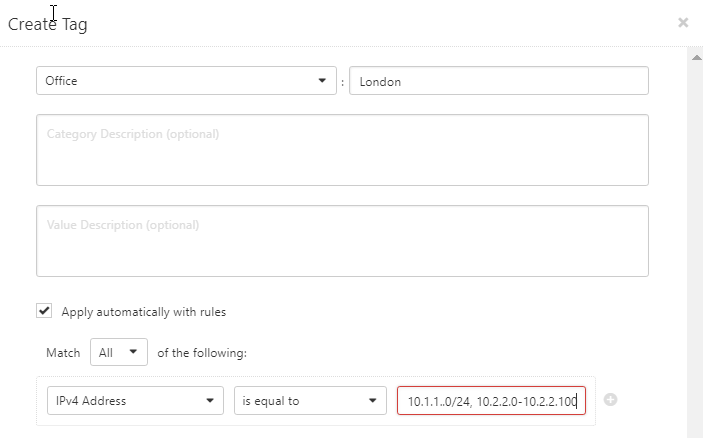 Create Tag ×
Office : London
Category Description (optional)
Value Description (optional)
Apply automatically with rules
Match All of the following:
IPv4 Address is equal to 10.1.1..0/24, 10.2.2.0-10.2.2.100